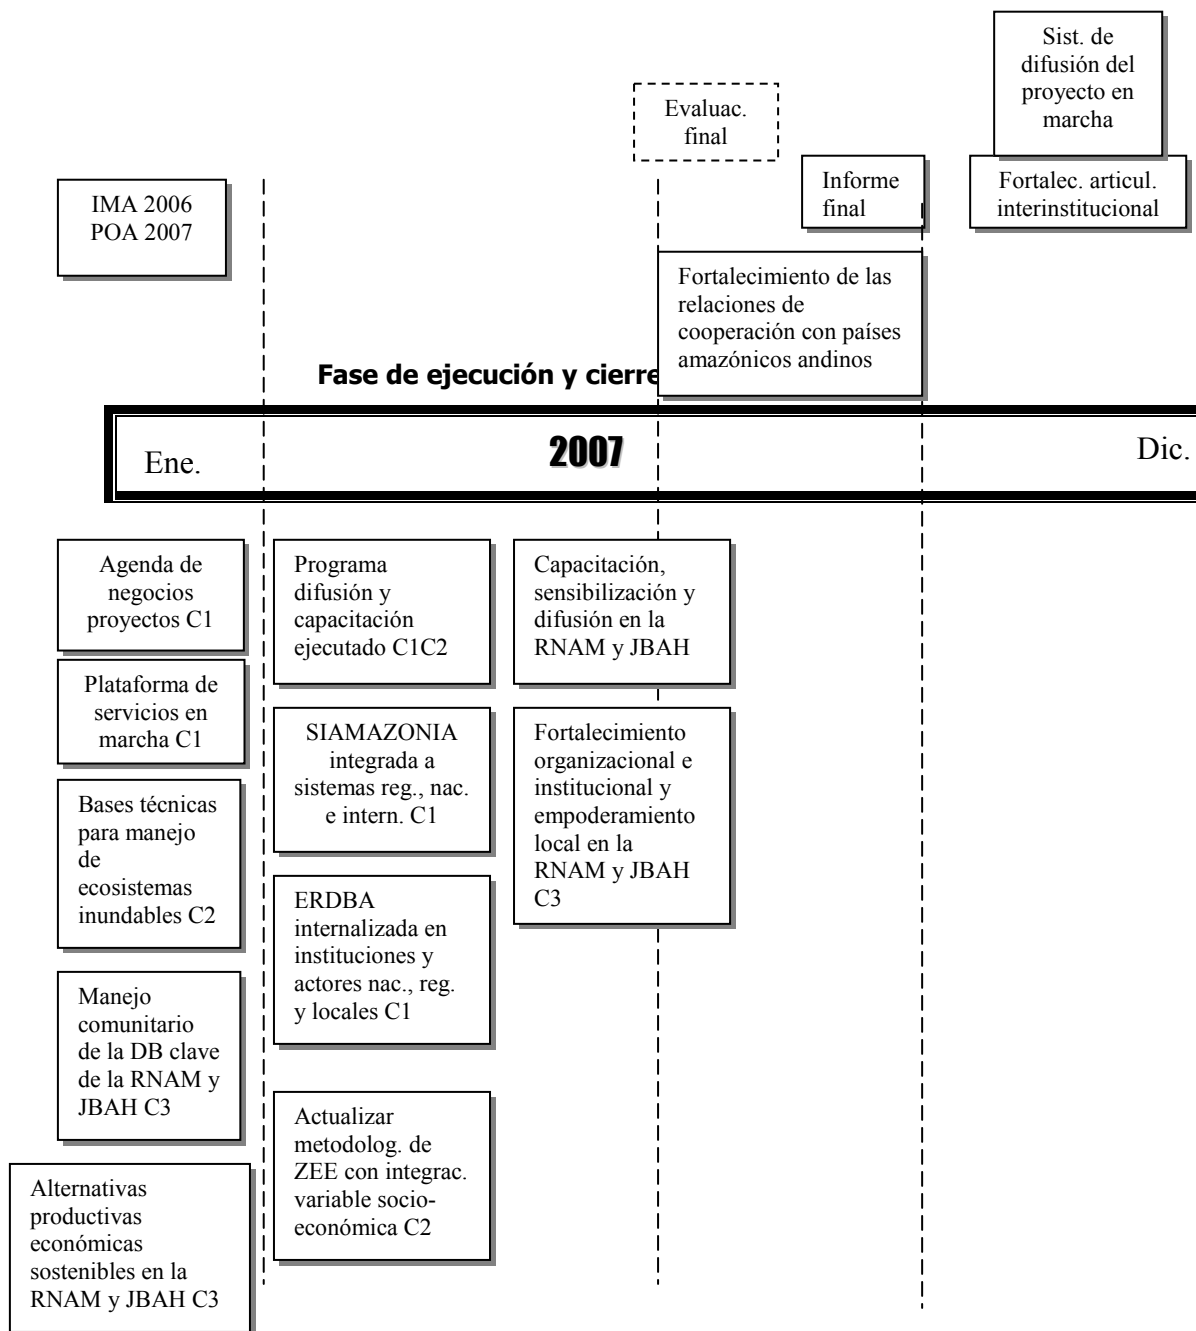 Sist. de
difusión del
proyecto en
marcha
Evaluac.
final
Informe
final
Fortalec. articul.
interinstitucional
IMA 2006
POA 2007
Fortalecimiento de las
relaciones de
cooperación con países
amazónicos andinos
Fase de ejecución y cierre
Ene.
2007
Dic.
Agenda de
negocios
proyectos C1
Plataforma de
servicios en
marcha C1
Bases técnicas
para manejo
de
ecosistemas
inundables C2
Manejo
comunitario
de la DB clave
de la RNAM y
JBAH C3
Alternativas
productivas
económicas
sostenibles en la
RNAM y JBAH C3
Programa
difusión y
capacitación
ejecutado C1C2
SIAMAZONIA
integrada a
sistemas reg., nac.
e intern. C1
ERDBA
internalizada en
instituciones y
actores nac., reg.
y locales C1
Actualizar
metodolog. de
ZEE con integrac.
variable socio-
económica C2
Capacitación,
sensibilización y
difusión en la
RNAM y JBAH
Fortalecimiento
organizacional e
institucional y
empoderamiento
local en la
RNAM y JBAH
C3